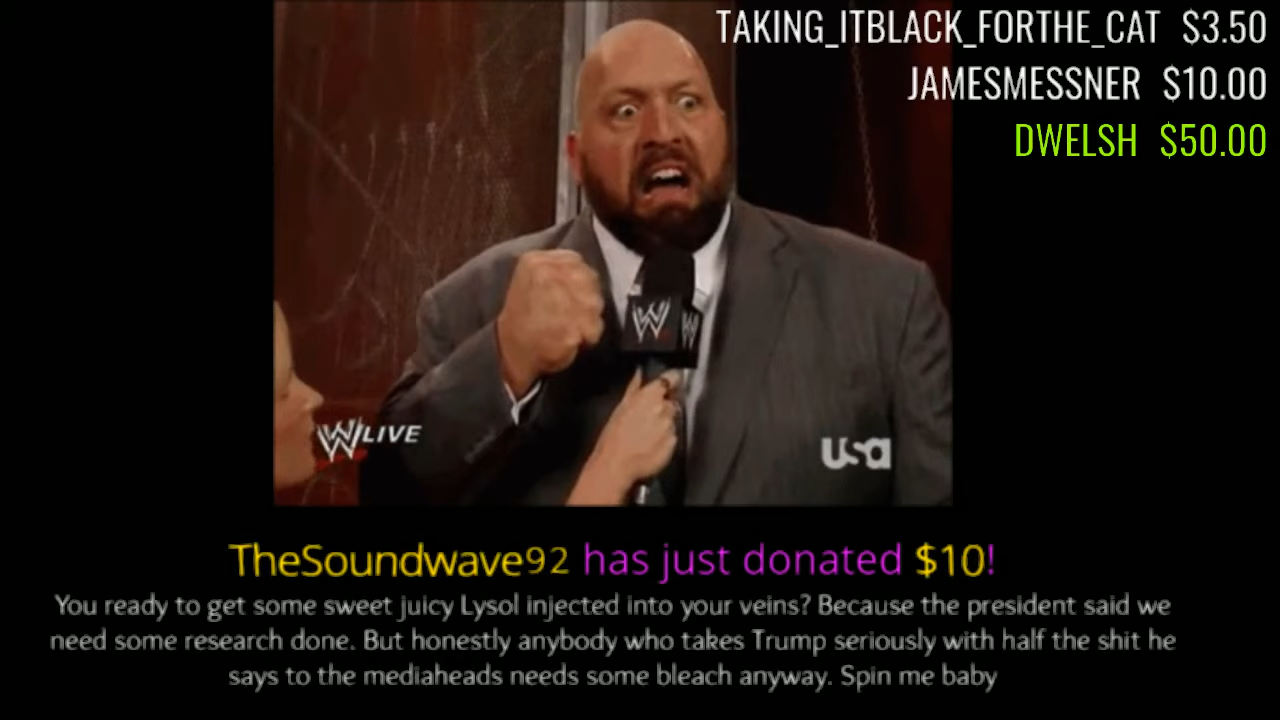 TAKING_ITBLACK_FORTHE_CAT $3.50
JAMESMESSNER $10.00
DWELSH $50.00
W
W
W LIVE
usa
TheSoundwave92 has just donated $10!
You ready to get some sweet juicy Lysol injected into your veins? Because the president said we
need some research done. But honestly anybody who takes Trump seriously with half the shit he
says to the mediaheads needs some bleach anyway. Spin me baby